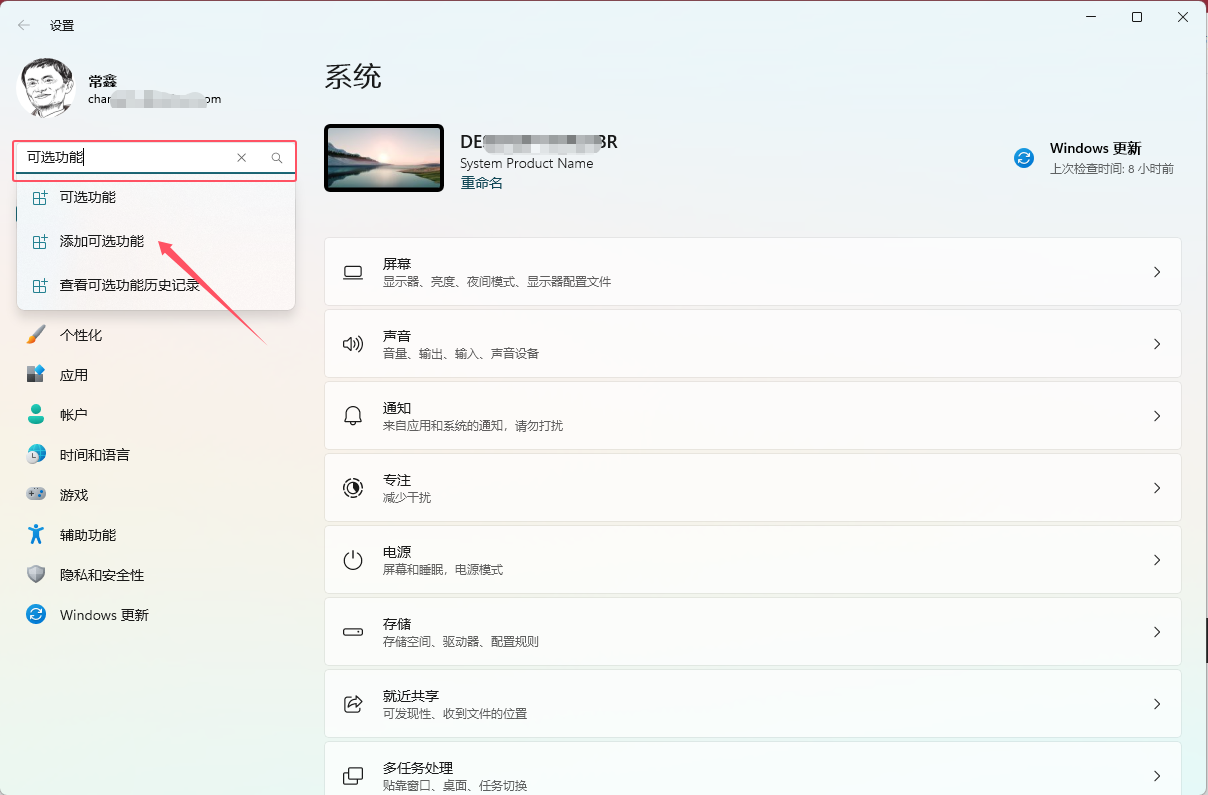 设置
常鑫
系统
可选功能
可选功能
添加可选功能
查看可选功能历史记录
个性化
应用
帐户
时间和语言
游戏
辅助功能
隐私和安全性
Windows 更新
System Product Name
重命名
Windows 更新
上次检查时间: 8 小时前
屏幕
显示器、亮度、夜间模式、显示器配置文件
声音
音量、输出、输入、声音设备
通知
来自应用和系统的通知，请勿打扰
专注
减少干扰
电源
屏幕和睡眠，电源模式
存储
存储空间、驱动器、配置规则
就近共享
可发现性、收到文件的位置
多任务处理
贴靠窗口、桌面、任务切换